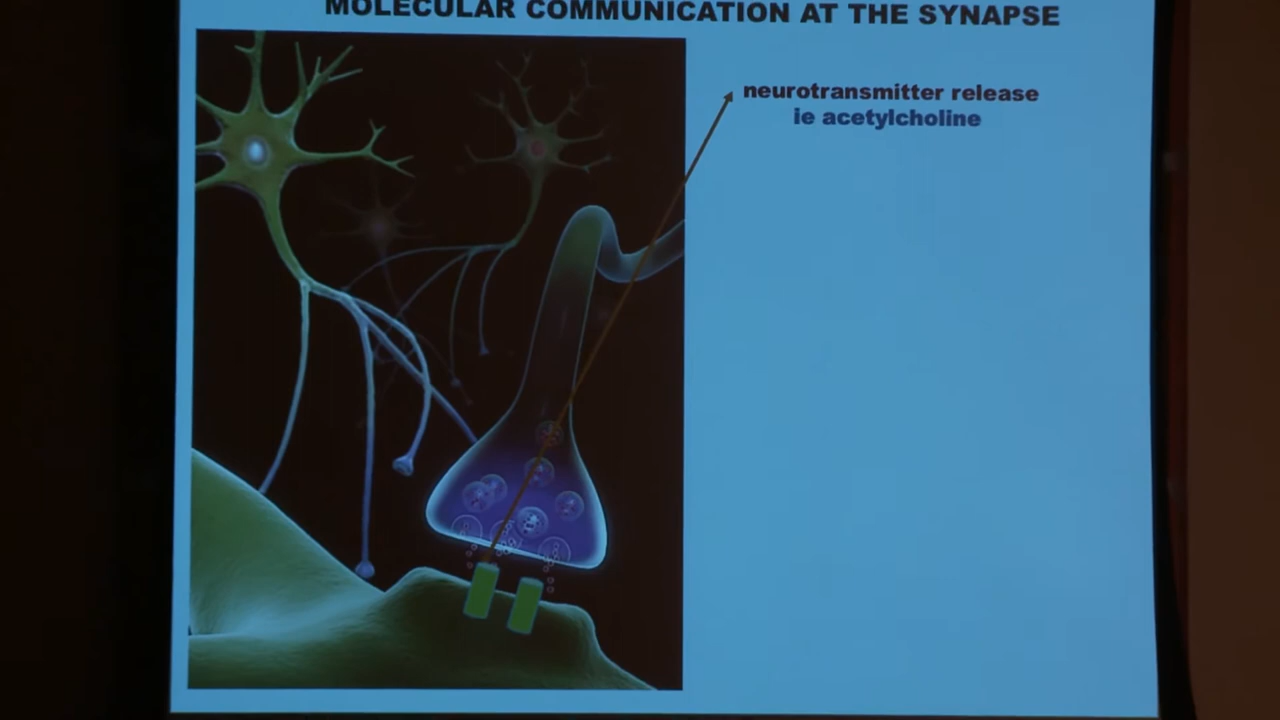 MOLECULAR COMMUNICATION AT THE SYNAPSE
neurotransmitter release
ie acetylcholine